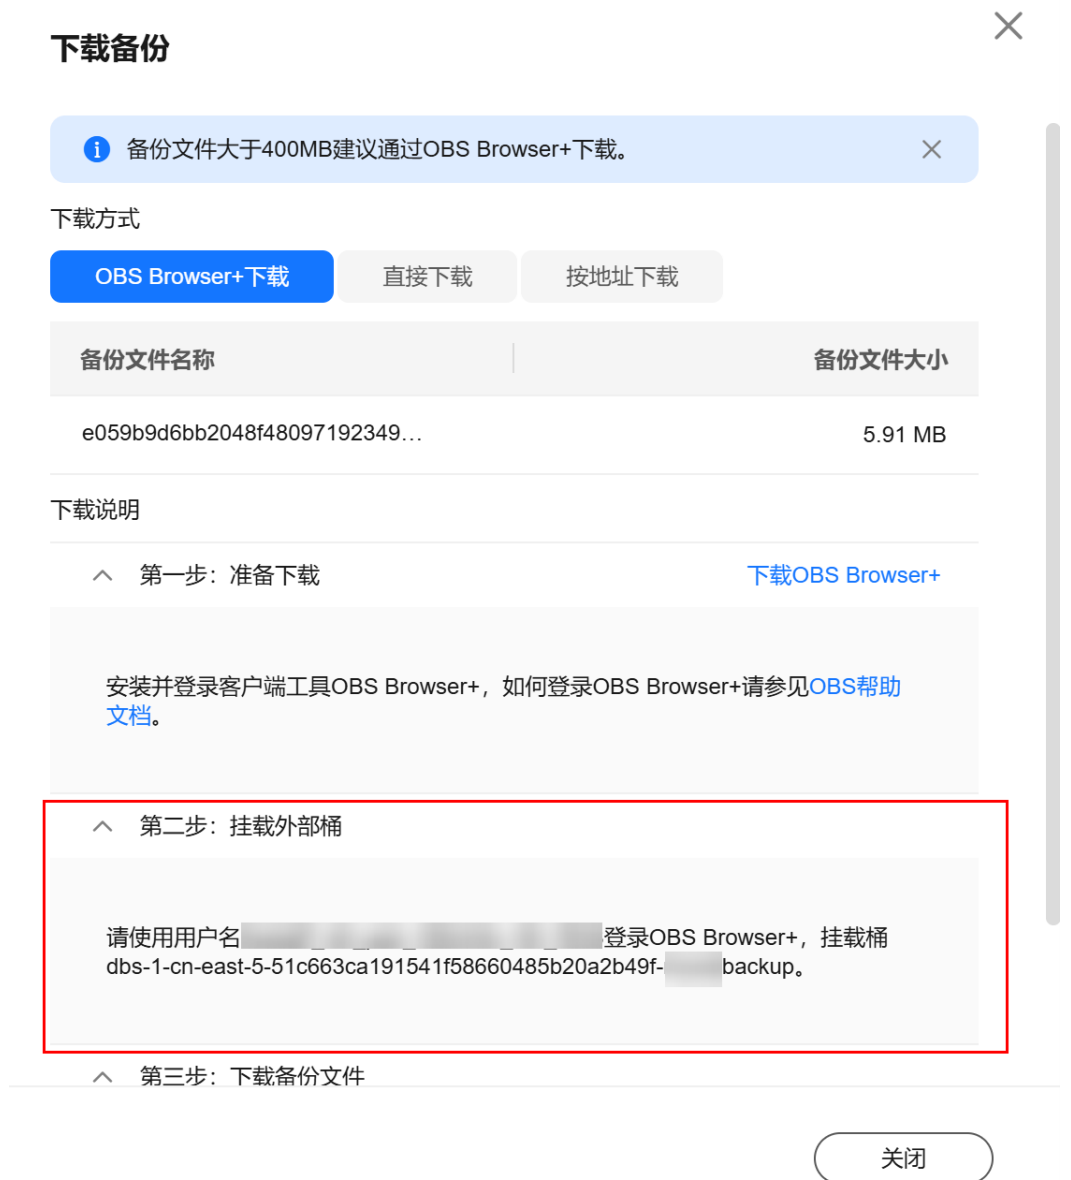 下载备份
备份文件大于400MB建议通过OBS Browser+下载。
下载方式
OBS Browser+下载 直接下载 按地址下载
备份文件名称 备份文件大小
e059b9d6bb2048f48097192349... 5.91 MB
下载说明
第一步：准备下载 下载OBS Browser+
安装并登录客户端工具OBS Browser+，如何登录OBS Browser+请参见OBS帮助
文档。
第二步：挂载外部桶
请使用用户名 登录OBS Browser+，挂载桶
dbs-1-cn-east-5-51c663ca191541f58660485b20a2b49f- backup。
第三步：下载备份文件
关闭